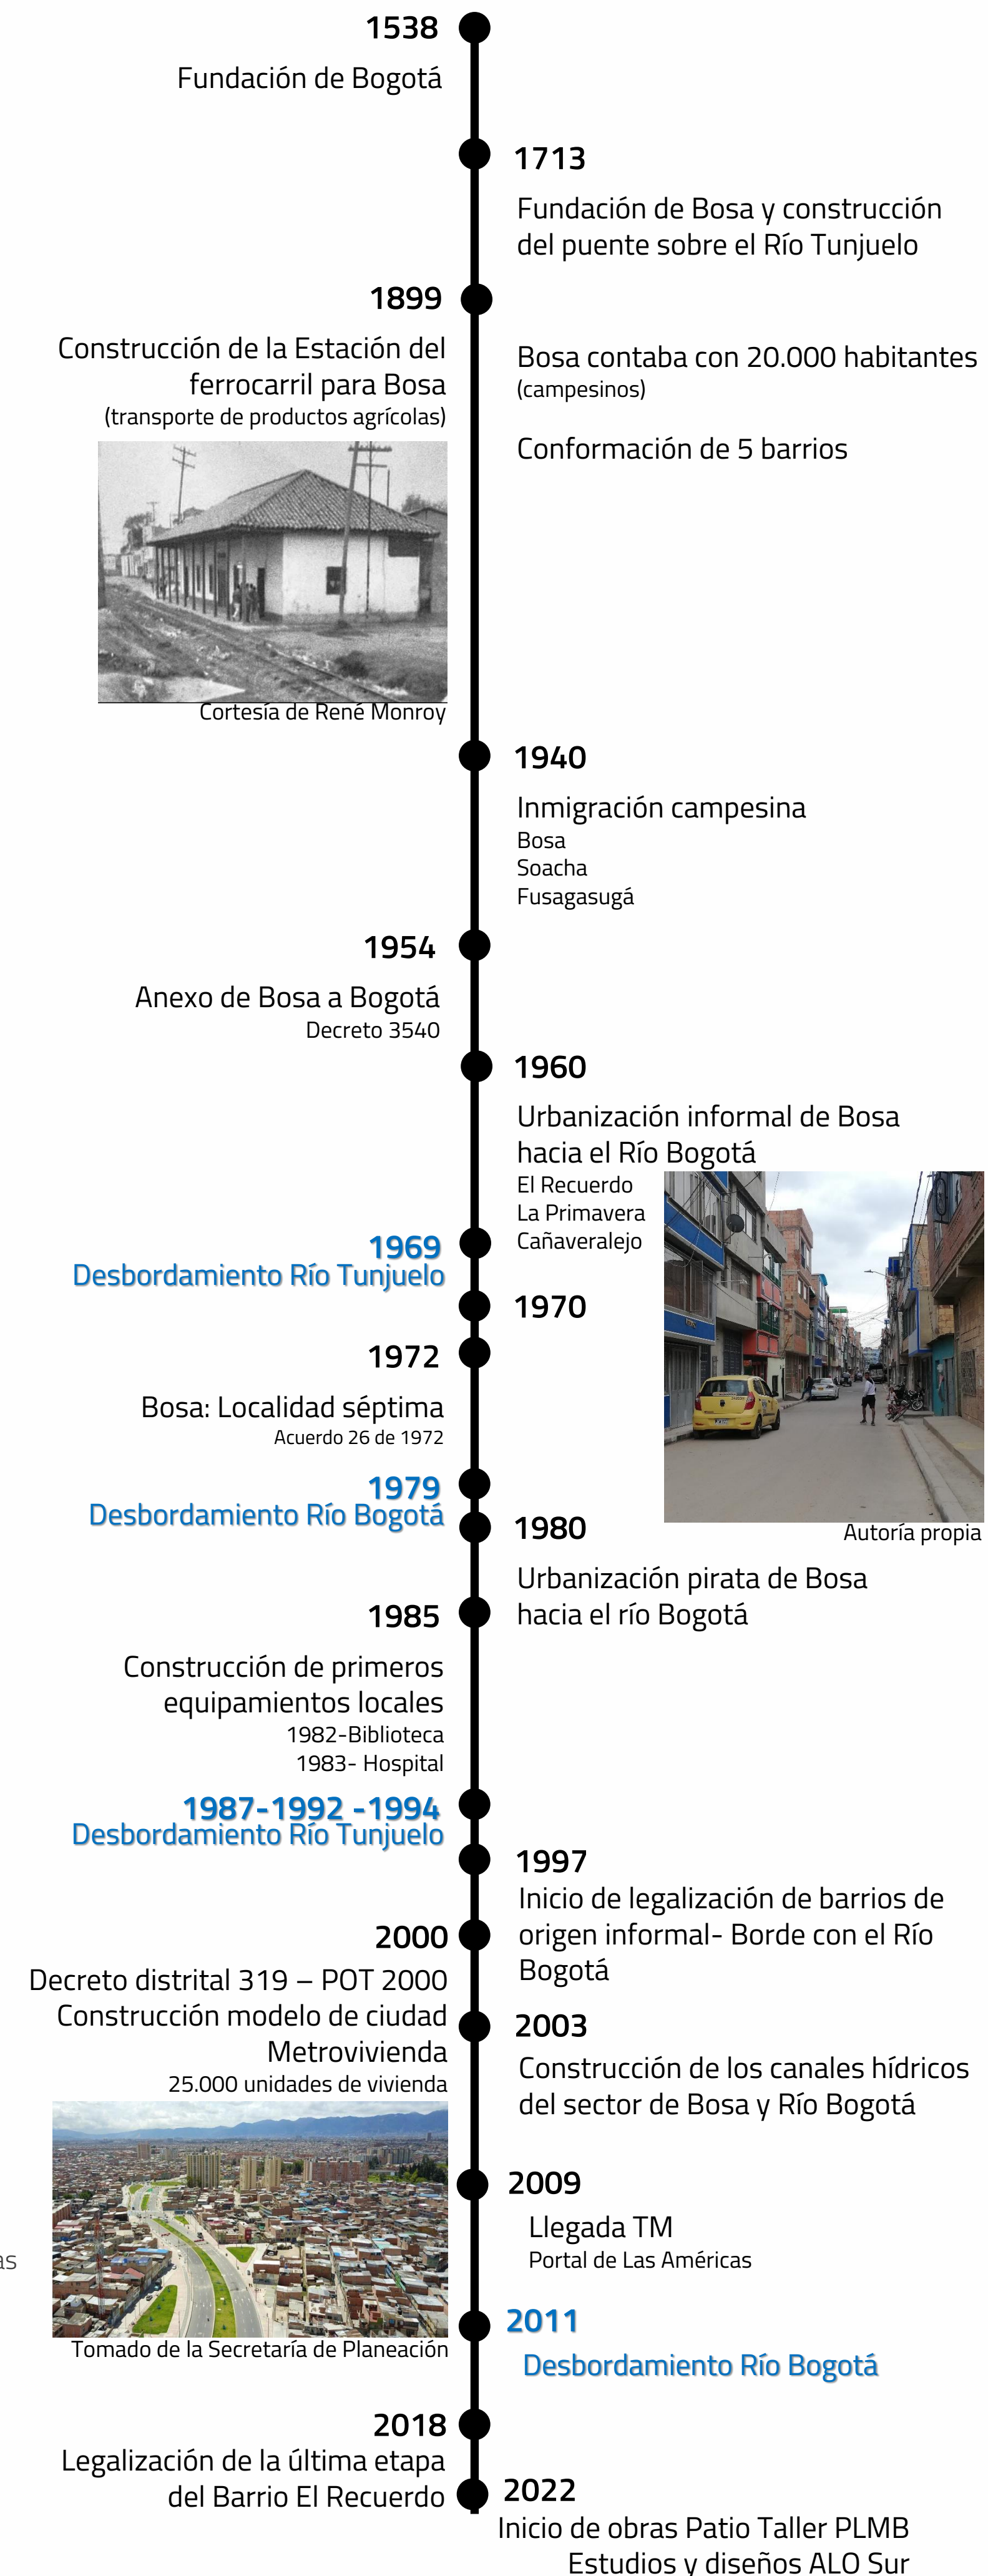 1538
Fundación de Bogotá
1713
Fundación de Bosa y construcción
del puente sobre el Río Tunjuelo
1899
Construcción de la Estación del
ferrocarril para Bosa
(transporte de productos agrícolas)
Bosa contaba con 20.000 habitantes
(campesinos)
Conformación de 5 barrios
Cortesía de René Monroy
1940
Inmigración campesina
Bosa
Soacha
Fusagasugá
1954
Anexo de Bosa a Bogotá
Decreto 3540
1960
Urbanización informal de Bosa
hacia el Río Bogotá
El Recuerdo
La Primavera
Cañaveralejo
1969
Desbordamiento Río Tunjuelo
1970
1972
Bosa: Localidad séptima
Acuerdo 26 de 1972
1979
Desbordamiento Río Bogotá
Autoría propia
1980
Urbanización pirata de Bosa
hacia el río Bogotá
1985
Construcción de primeros
equipamientos locales
1982-Biblioteca
1983- Hospital
1987-1992 -1994
Desbordamiento Río Tunjuelo
1997
Inicio de legalización de barrios de
origen informal- Borde con el Río
Bogotá
2000
Decreto distrital 319 – POT 2000
Construcción modelo de ciudad
Metrovivienda
25.000 unidades de vivienda
2003
Construcción de los canales hídricos
del sector de Bosa y Río Bogotá
2009
Llegada TM
Portal de Las Américas
as
Tomado de la Secretaría de Planeación
2011
Desbordamiento Río Bogotá
2018
Legalización de la última etapa
del Barrio El Recuerdo
2022
Inicio de obras Patio Taller PLMB
Estudios y diseños ALO Sur